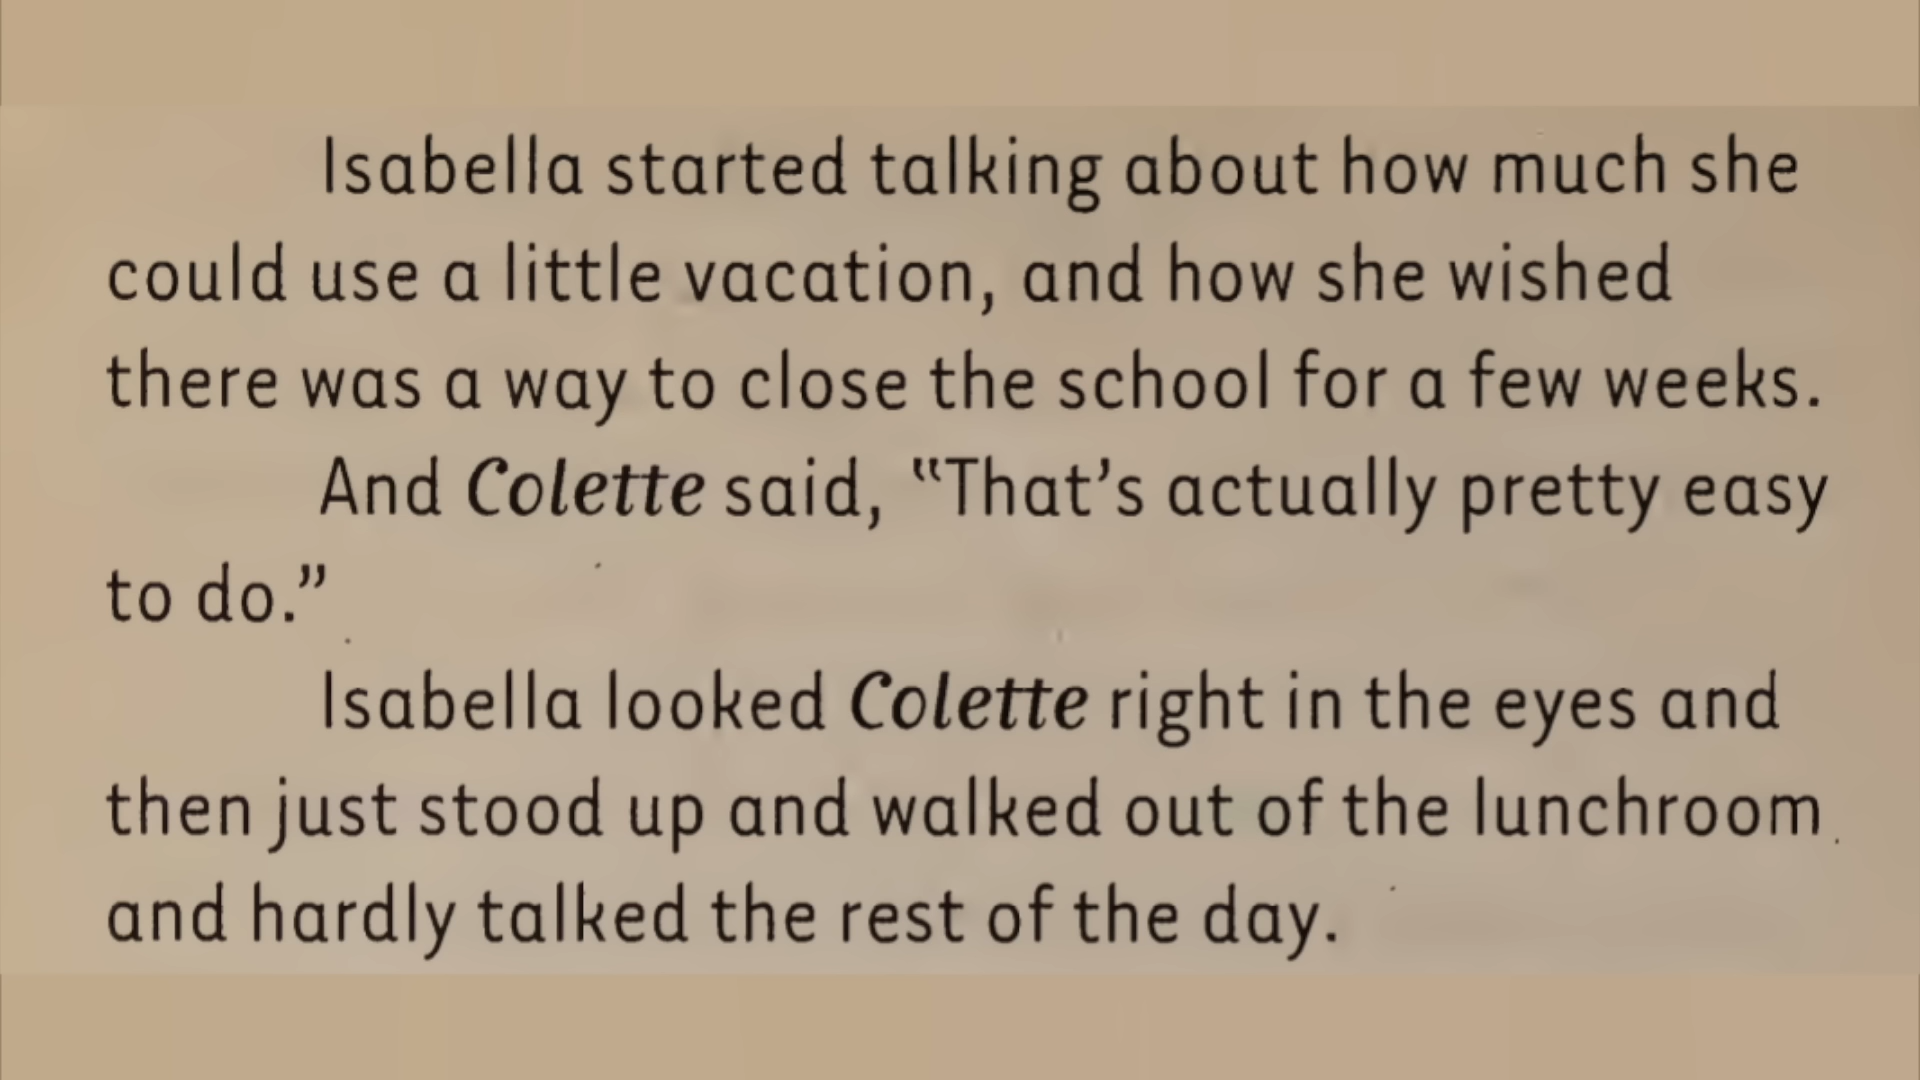 Isabella started talking about how much she
could use a little vacation, and how she wished
there was a way to close the school for a few weeks.
And Colette said, “That’s actually pretty easy
to do.”
Isabella looked Colette right in the eyes and
then just stood up and walked out of the lunchroom
and hardly talked the rest of the day.